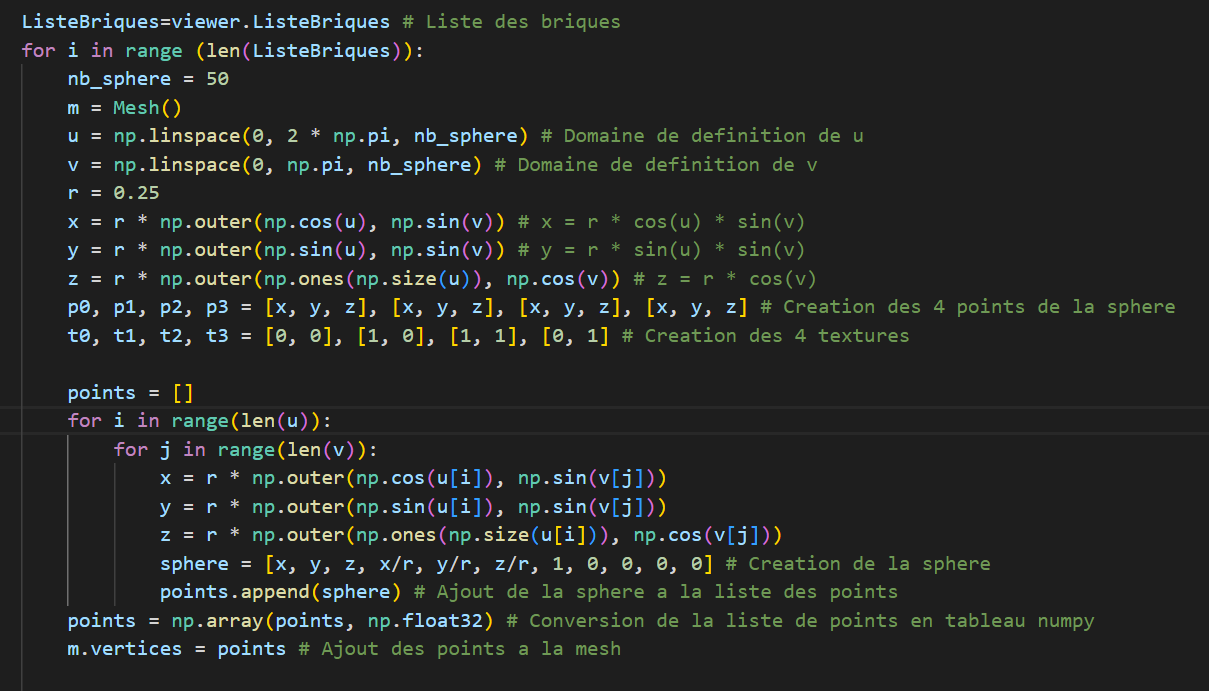 ListeBriques=viewer.ListeBriques # Liste des briques
for i in range (len(ListeBriques)):
    nb_sphere = 50
    m = Mesh()
    u = np.linspace(0, 2 * np.pi, nb_sphere) # Domaine de definition de u
    v = np.linspace(0, np.pi, nb_sphere) # Domaine de definition de v
    r = 0.25
    x = r * np.outer(np.cos(u), np.sin(v)) # x = r * cos(u) * sin(v)
    y = r * np.outer(np.sin(u), np.sin(v)) # y = r * sin(u) * sin(v)
    z = r * np.outer(np.ones(np.size(u)), np.cos(v)) # z = r * cos(v)
    p0, p1, p2, p3 = [x, y, z], [x, y, z], [x, y, z], [x, y, z] # Creation des 4 points de la sphere
    t0, t1, t2, t3 = [0, 0], [1, 0], [1, 1], [0, 1] # Creation des 4 textures

    points = []
    for i in range(len(u)):
        for j in range(len(v)):
            x = r * np.outer(np.cos(u[i]), np.sin(v[j]))
            y = r * np.outer(np.sin(u[i]), np.sin(v[j]))
            z = r * np.outer(np.ones(np.size(u[i])), np.cos(v[j]))
            sphere = [x, y, z, x/r, y/r, z/r, 1, 0, 0, 0, 0] # Creation de la sphere
            points.append(sphere) # Ajout de la sphere a la liste des points
    points = np.array(points, np.float32) # Conversion de la liste de points en tableau numpy
    m.vertices = points # Ajout des points a la mesh